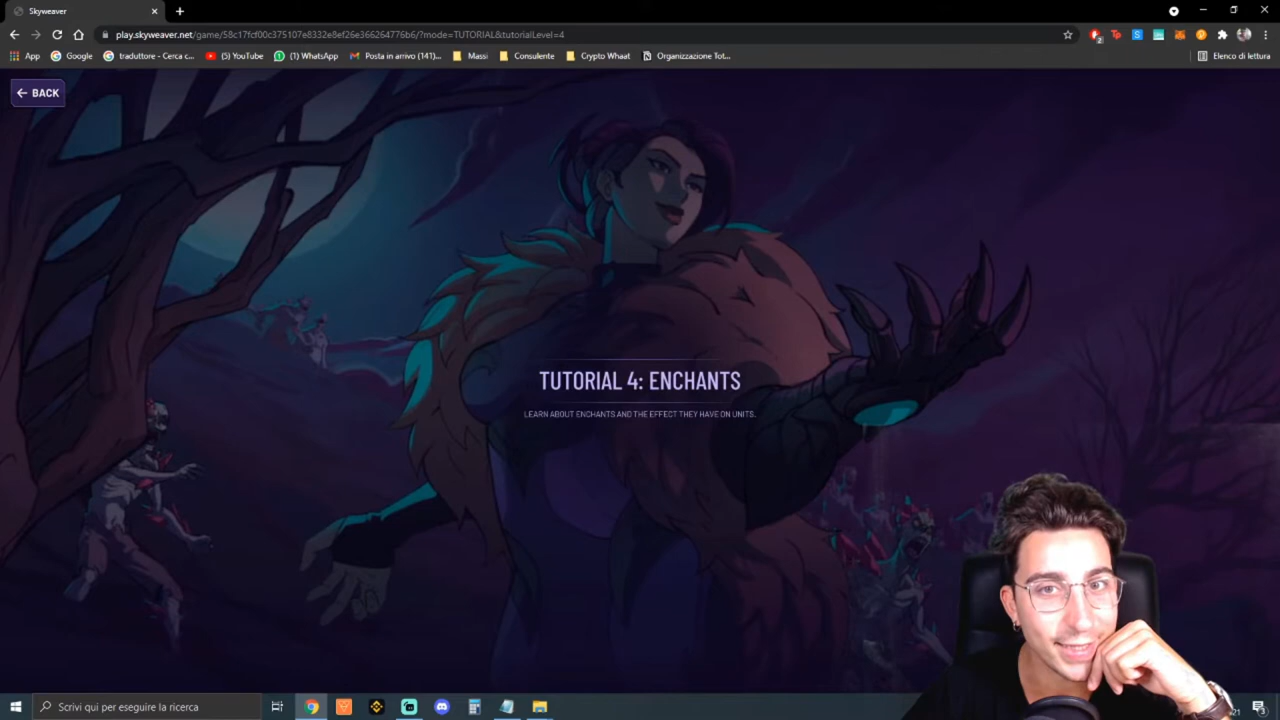 Skyweaver
play.skyweaver.net/game/58c17fcf00c375107e8332e8ef26e366264776b6/?mode=TUTORIAL&tutorialLevel=4
App Google traduttore - Cerca c... (5) YouTube (1) WhatsApp Posta in arrivo (141)... Massi Consulente Crypto Whaat Organizzazione Tot... Elenco di lettura
← BACK
TUTORIAL 4: ENCHANTS
LEARN ABOUT ENCHANTS AND THE EFFECT THEY HAVE ON UNITS.
Scrivi qui per eseguire la ricerca